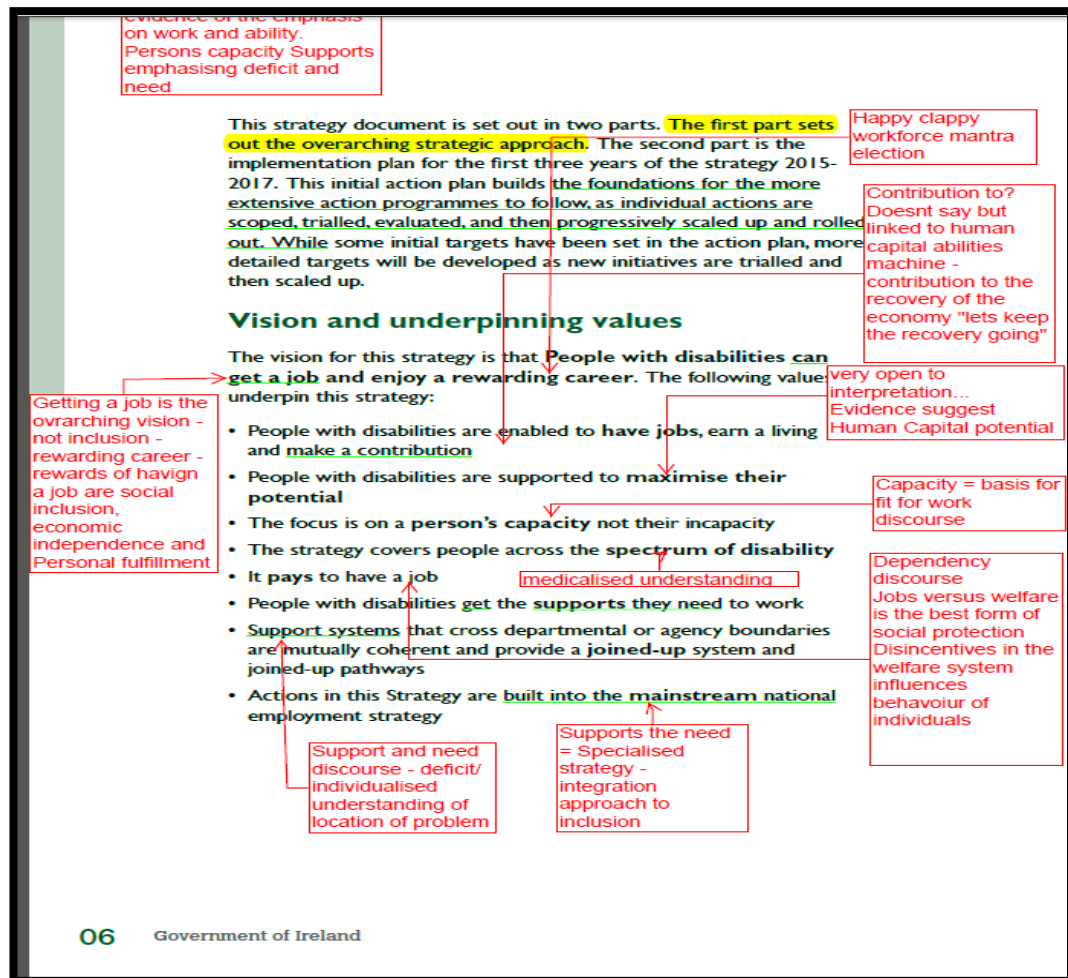 evidence of the emphasis
on work and ability.
Persons capacity Supports
emphasisng deficit and
need
This strategy document is set out in two parts. The first part sets
out the overarching strategic approach. The second part is the
implementation plan for the first three years of the strategy 2015-
2017. This initial action plan builds the foundations for the more
extensive action programmes to follow, as individual actions are
scoped, trialled, evaluated, and then progressively scaled up and rolled
out. While some initial targets have been set in the action plan, more
detailed targets will be developed as new initiatives are trialled and
then scaled up.
Happy clappy
workforce mantra
election
Contribution to?
Doesnt say but
linked to human
capital abilities
machine -
contribution to the
recovery of the
economy "lets keep
the recovery going"
Vision and underpinning values
The vision for this strategy is that People with disabilities can
get a job and enjoy a rewarding career. The following value
underpin this strategy:
very open to
interpretation...
Evidence suggest
Human Capital potential
Getting a job is the
ovrarching vision -
not inclusion -
rewarding career -
rewards of havign
a job are social
inclusion,
economic
independence and
Personal fulfillment
• People with disabilities are enabled to have jobs, earn a living
and make a contribution
• People with disabilities are supported to maximise their
potential
• The focus is on a person's capacity not their incapacity
• The strategy covers people across the spectrum of disability
• It pays to have a job
• People with disabilities get the supports they need to work
• Support systems that cross departmental or agency boundaries
are mutually coherent and provide a joined-up system and
joined-up pathways
• Actions in this Strategy are built into the mainstream national
employment strategy
Capacity = basis for
fit for work
discourse
medicalised understanding
Dependency
discourse
Jobs versus welfare
is the best form of
social protection
Disincentives in the
welfare system
influences
behavoiur of
individuals
Support and need
discourse - deficit/
individualised
understanding of
location of problem
Supports the need
= Specialised
strategy -
integration
approach to
inclusion
06 Government of Ireland